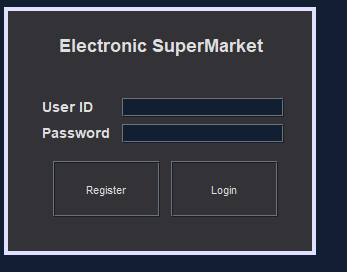 Electronic SuperMarket
User ID
Password
Register Login